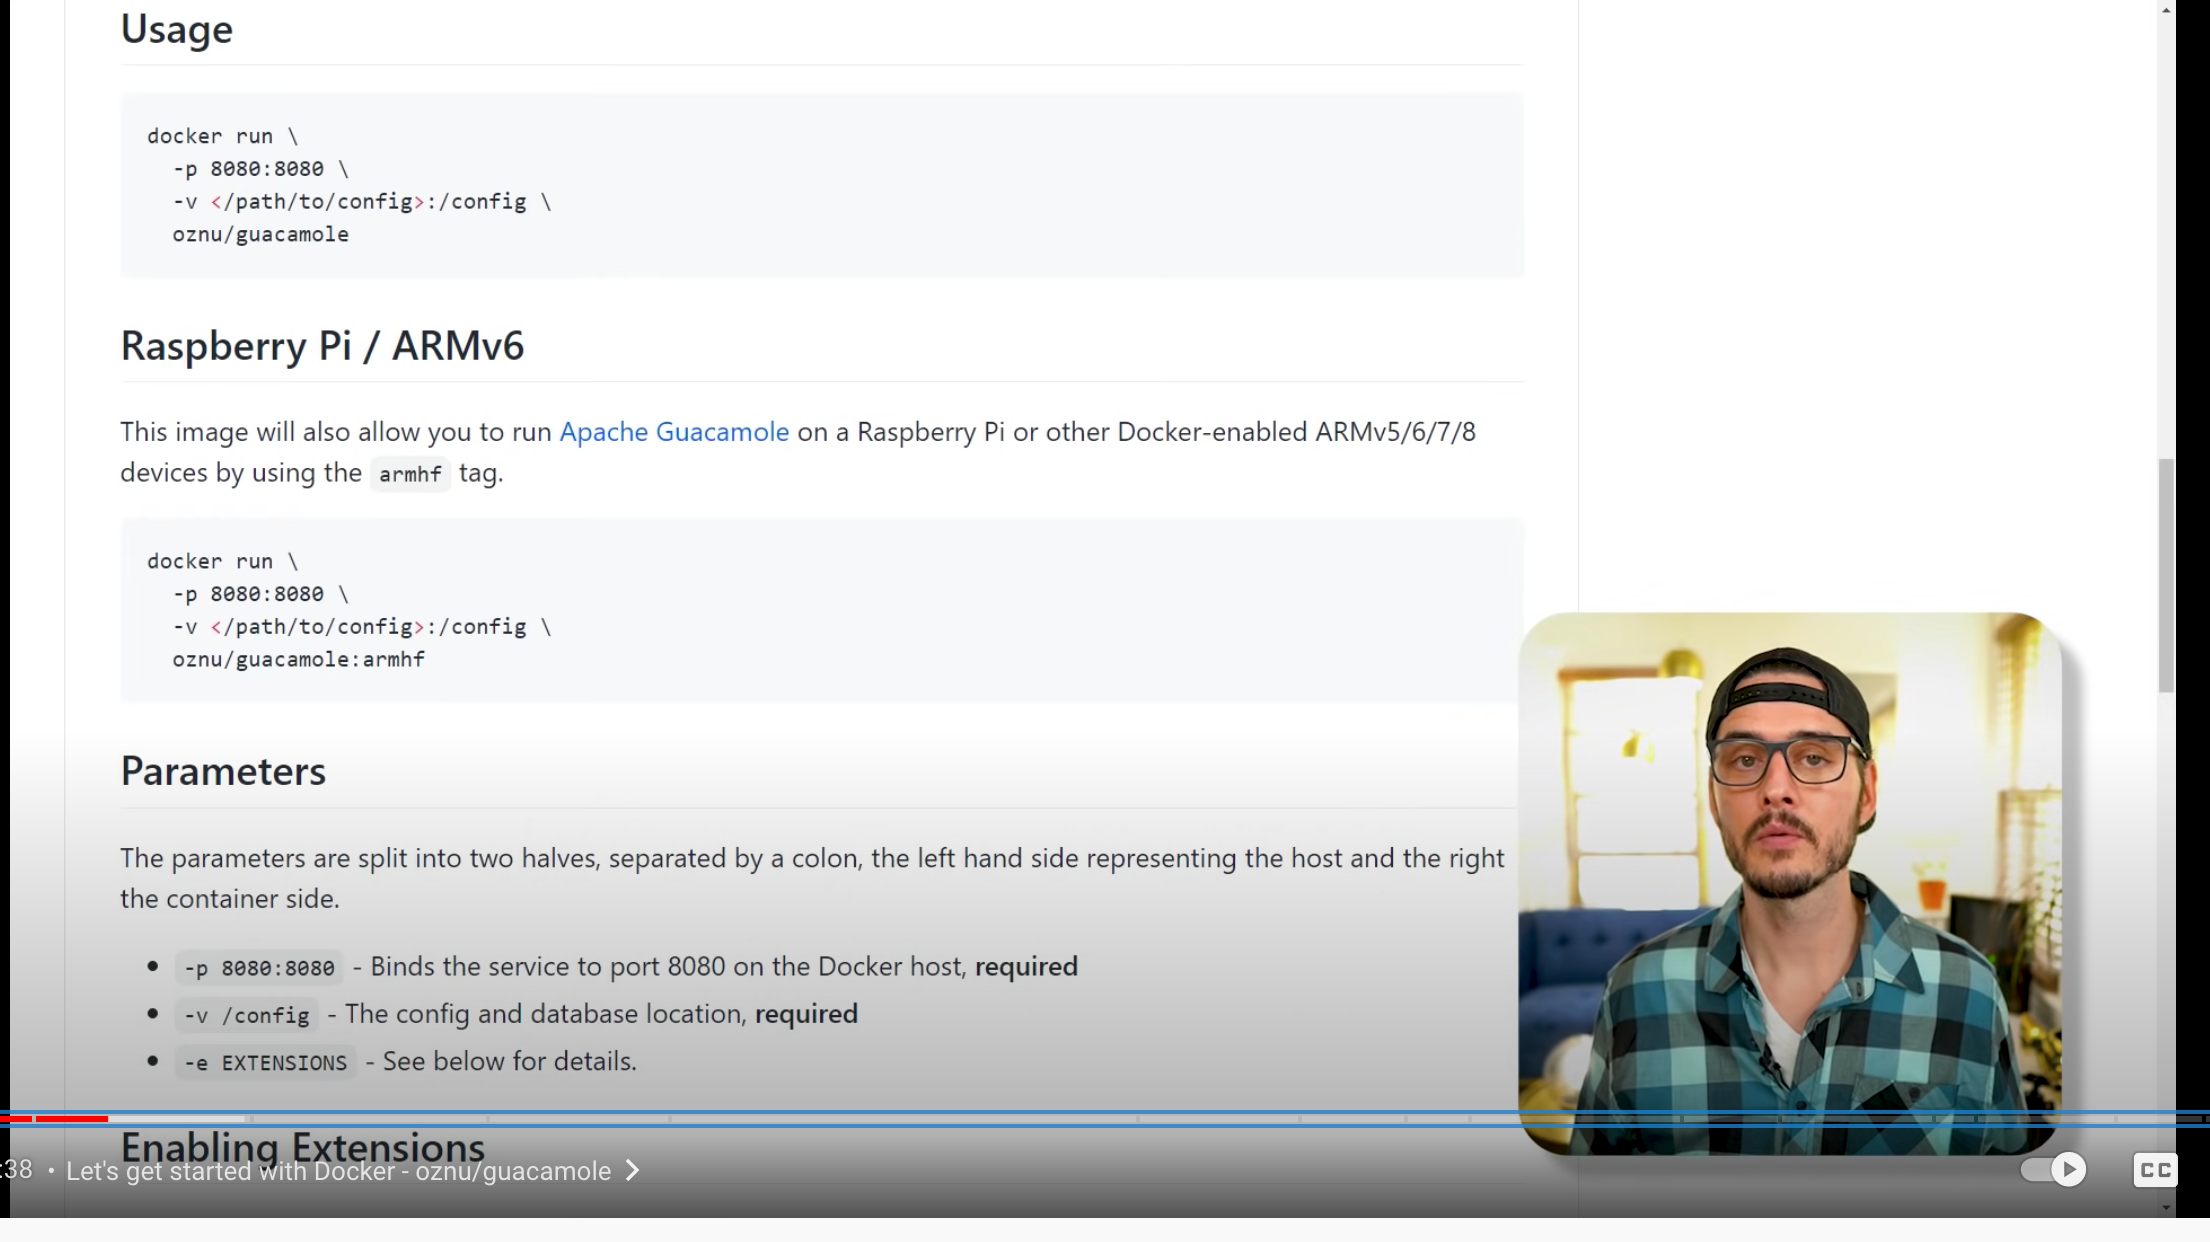 Usage
docker run \
-p 8080:8080 \
-v </path/to/config>:/config \
oznu/guacamole
Raspberry Pi / ARMv6
This image will also allow you to run Apache Guacamole on a Raspberry Pi or other Docker-enabled ARMv5/6/7/8
devices by using the armhf tag.
docker run \
-p 8080:8080 \
-v </path/to/config>:/config \
oznu/guacamole:armhf
Parameters
The parameters are split into two halves, separated by a colon, the left hand side representing the host and the right
the container side.
• -p 8080:8080 - Binds the service to port 8080 on the Docker host, required
• -v /config - The config and database location, required
• -e EXTENSIONS - See below for details.
Enabling Extensions
:38 • Let's get started with Docker - oznu/guacamole
CC